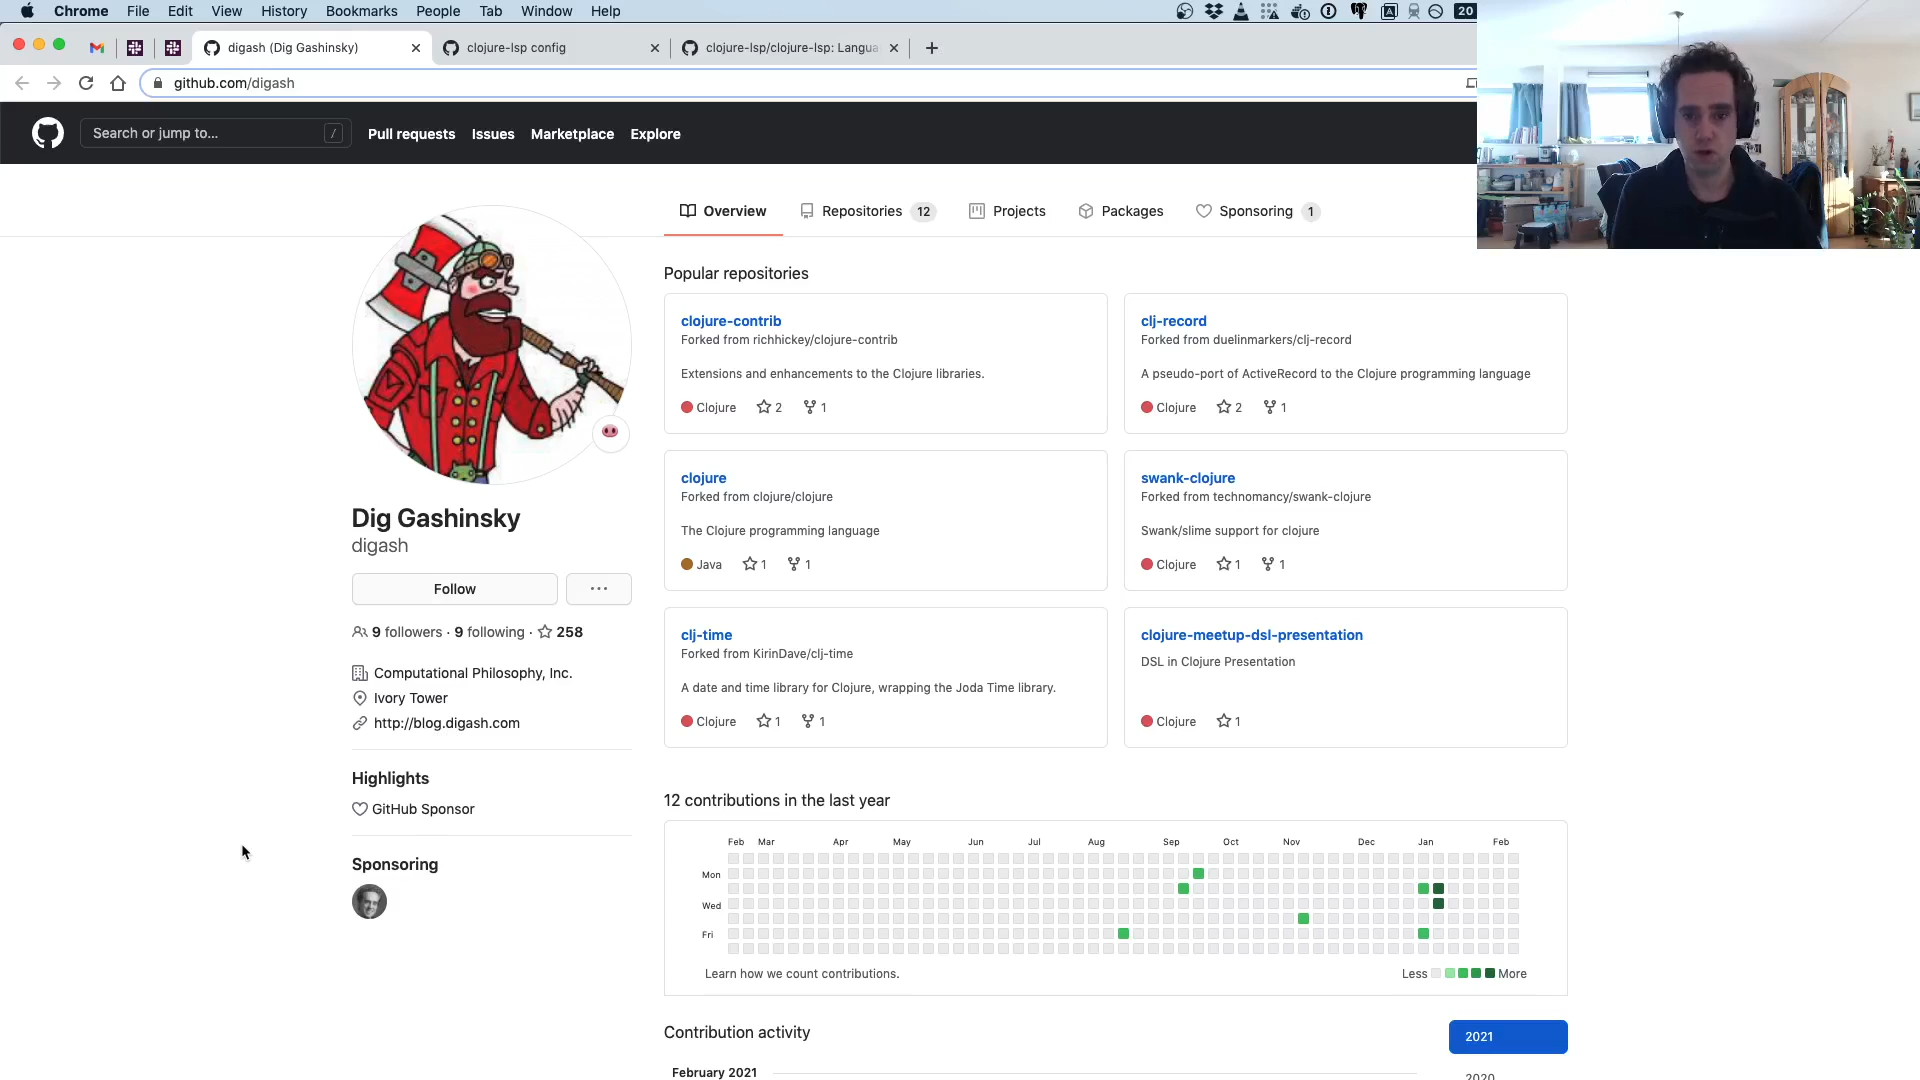 Chrome File Edit View History Bookmarks People Tab Window Help 20
digash (Dig Gashinsky) clojure-lsp config clojure-lsp/clojure-lsp: Langua
github.com/digash
Search or jump to... / Pull requests Issues Marketplace Explore
Overview Repositories 12 Projects Packages Sponsoring 1
Popular repositories
clojure-contrib
Forked from richhickey/clojure-contrib
Extensions and enhancements to the Clojure libraries.
Clojure 2 1
clj-record
Forked from duelinmarkers/clj-record
A pseudo-port of ActiveRecord to the Clojure programming language
Clojure 2 1
clojure
Forked from clojure/clojure
The Clojure programming language
Java 1 1
swank-clojure
Forked from technomancy/swank-clojure
Swank/slime support for clojure
Clojure 1 1
clj-time
Forked from KirinDave/clj-time
A date and time library for Clojure, wrapping the Joda Time library.
Clojure 1 1
clojure-meetup-dsl-presentation
DSL in Clojure Presentation
Clojure 1
Dig Gashinsky
digash
Follow ...
9 followers · 9 following · 258
Computational Philosophy, Inc.
Ivory Tower
http://blog.digash.com
Highlights
GitHub Sponsor
Sponsoring
12 contributions in the last year
Feb Mar Apr May Jun Jul Aug Sep Oct Nov Dec Jan Feb
Mon
Wed
Fri
Learn how we count contributions. Less More
Contribution activity
2021
February 2021
2020